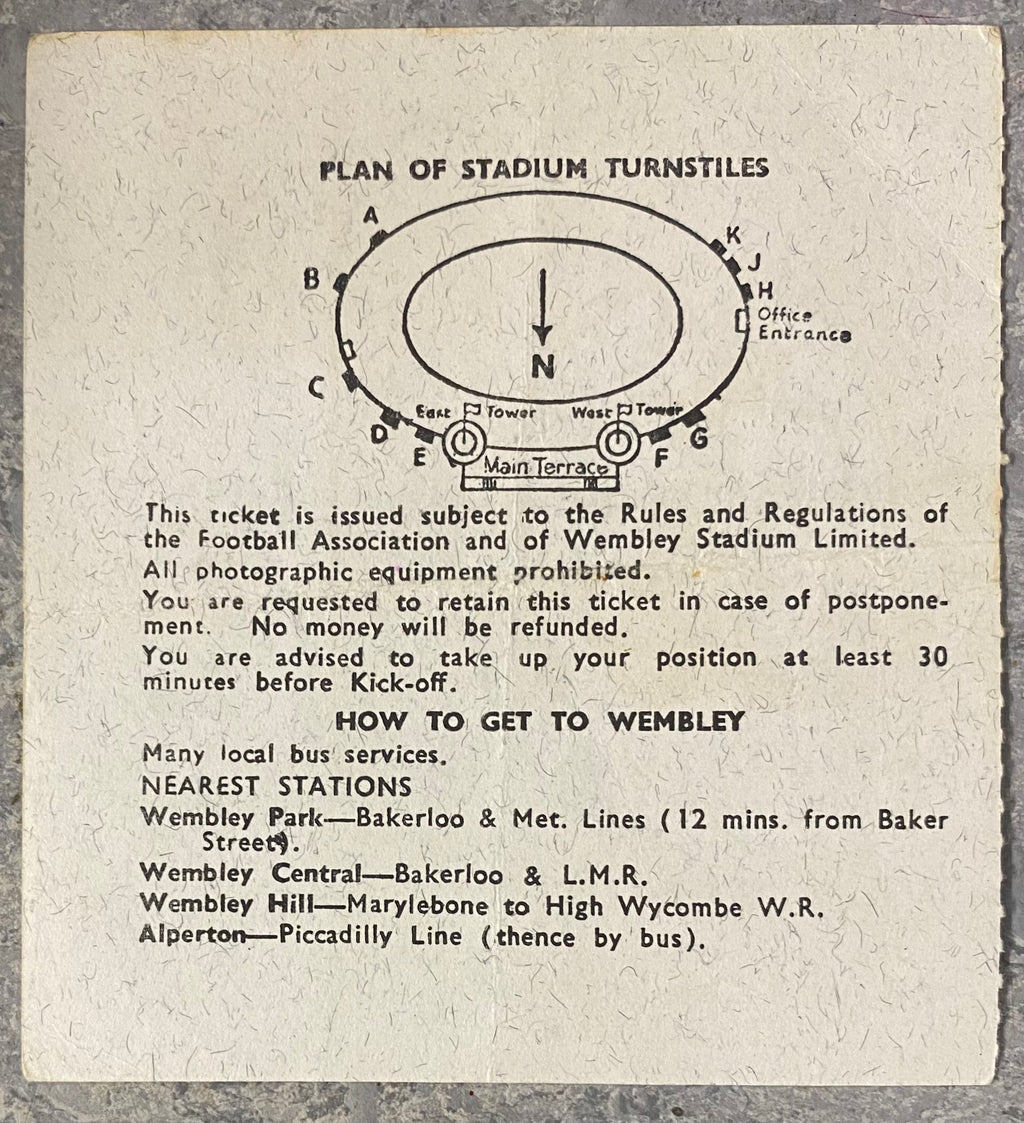 PLAN OF STADIUM TURNSTILES
A
K
J
B
H
Office
Entrance
N
C
East Tower
West Tower
D
G
E
F
Main Terrace
This ticket is issued subject to the Rules and Regulations of
the Football Association and of Wembley Stadium Limited.
All photographic equipment prohibited.
You are requested to retain this ticket in case of postpone-
ment. No money will be refunded.
You are advised to take up your position at least 30
minutes before Kick-off.
HOW TO GET TO WEMBLEY
Many local bus services.
NEAREST STATIONS
Wembley Park—Bakerloo & Met. Lines (12 mins. from Baker
Street).
Wembley Central—Bakerloo & L.M.R.
Wembley Hill—Marylebone to High Wycombe W.R.
Alperton—Piccadilly Line (thence by bus).